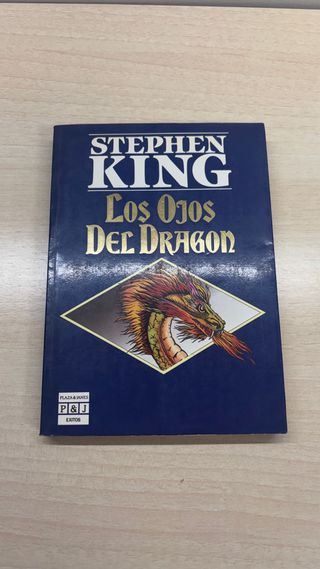 STEPHEN
KING
LOS OJOS
DEL DRAGON
PLAZA & JANES
P & J
EXITOS